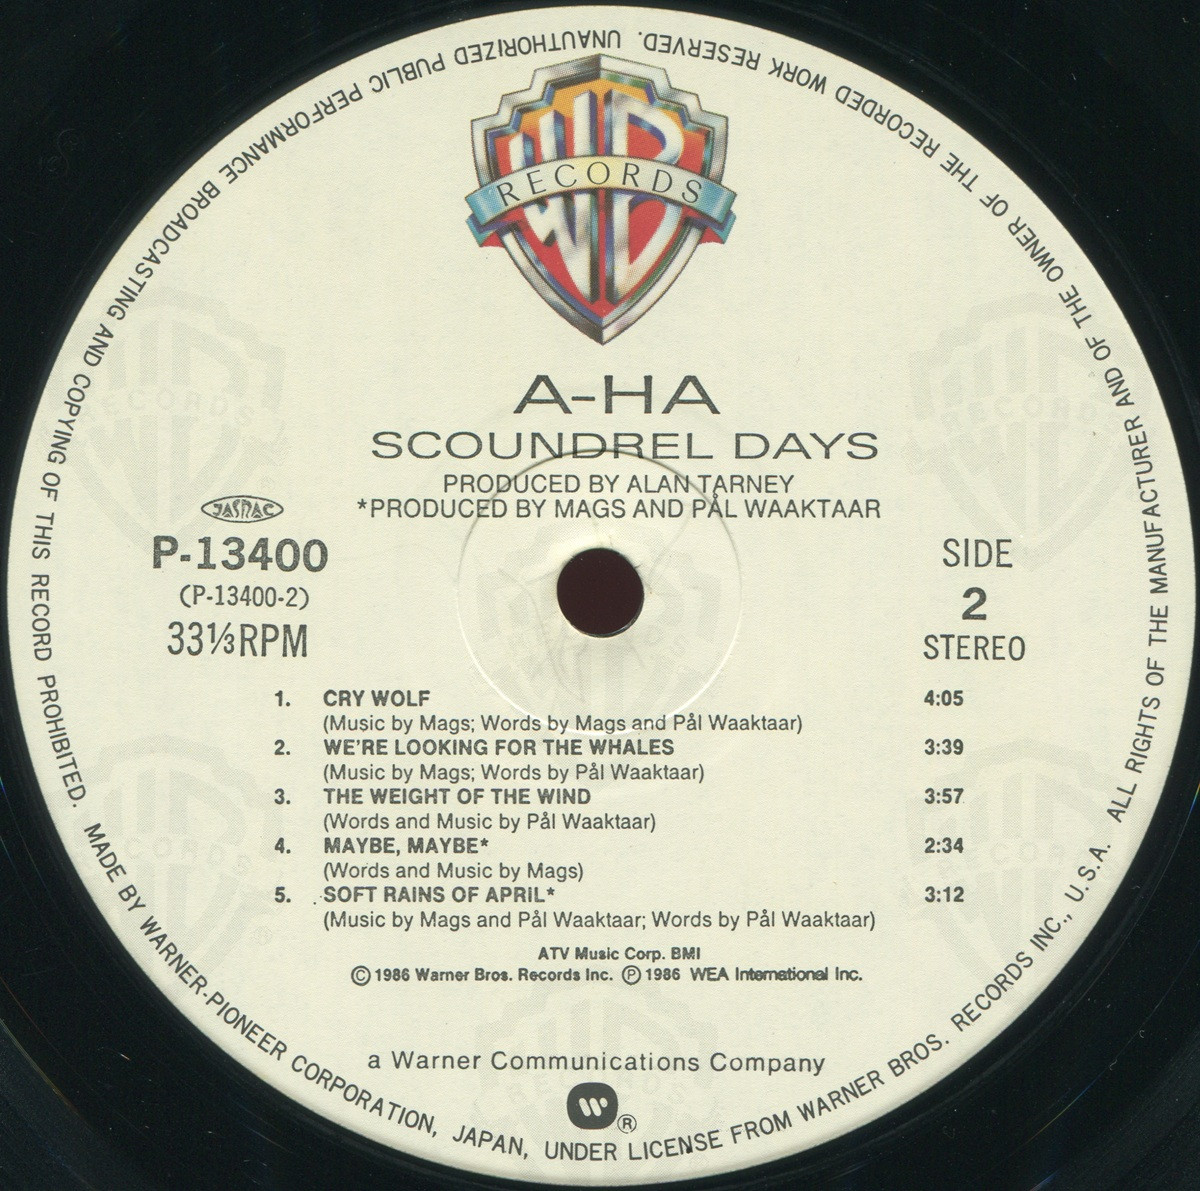 WB
RECORDS
A-HA
SCOUNDREL DAYS
PRODUCED BY ALAN TARNEY
*PRODUCED BY MAGS AND PÅL WAAKTAAR
JASRAC
P-13400
(P-13400-2)
33⅓RPM
SIDE
2
STEREO
1. CRY WOLF 4:05
(Music by Mags; Words by Mags and Pål Waaktaar)
2. WE'RE LOOKING FOR THE WHALES 3:39
(Music by Mags; Words by Pål Waaktaar)
3. THE WEIGHT OF THE WIND 3:57
(Words and Music by Pål Waaktaar)
4. MAYBE, MAYBE* 2:34
(Words and Music by Mags)
5. SOFT RAINS OF APRIL* 3:12
(Music by Mags and Pål Waaktaar; Words by Pål Waaktaar)
ATV Music Corp. BMI
Ⓒ 1986 Warner Bros. Records Inc. Ⓟ 1986 WEA International Inc.
a Warner Communications Company
®
MADE BY WARNER-PIONEER CORPORATION, JAPAN, UNDER LICENSE FROM WARNER BROS. RECORDS INC., U.S.A. ALL RIGHTS OF THE MANUFACTURER AND OF THE OWNER OF THE RECORDED WORK RESERVED. UNAUTHORIZED PUBLIC PERFORMANCE BROADCASTING AND COPYING OF THIS RECORD PROHIBITED.